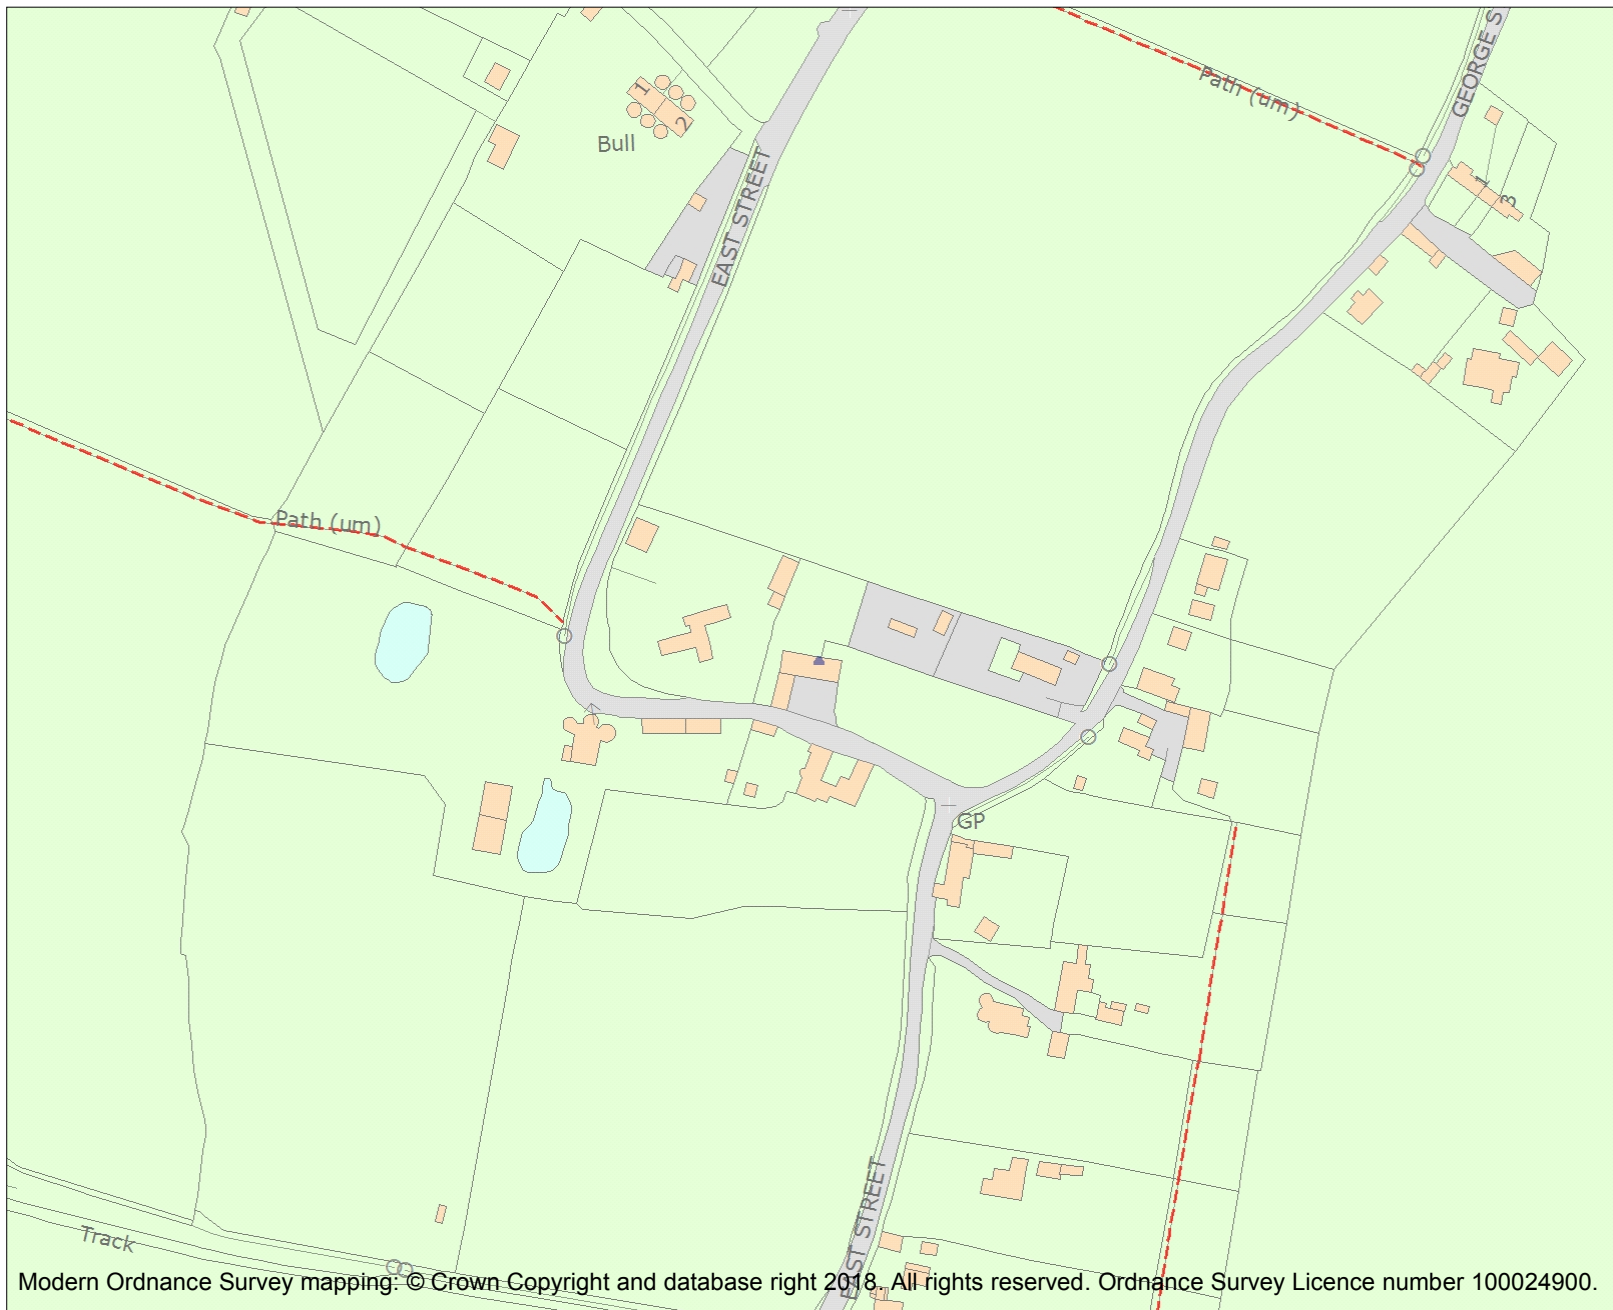 GEORGE S
Path (um)
1
2
Bull
EAST STREET
1
3
Path (um)
GP
EAST STREET
Track
Modern Ordnance Survey mapping: © Crown Copyright and database right 2018. All rights reserved. Ordnance Survey Licence number 100024900.